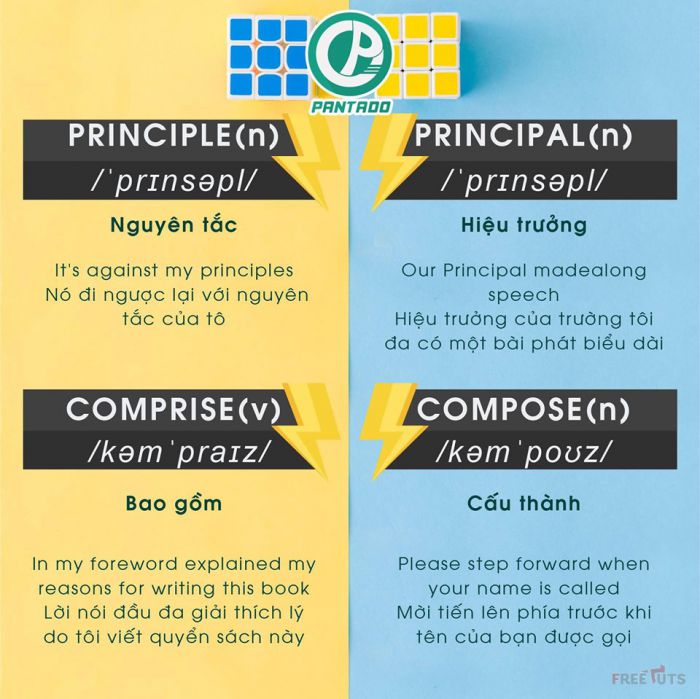 PANTADO
PRINCIPLE(n)
/ˈprɪnsəpl/
Nguyên tắc
It's against my principles
Nó đi ngược lại với nguyên
tắc của tô
PRINCIPAL(n)
/ˈprɪnsəpl/
Hiệu trưởng
Our Principal madealong
speech
Hiệu trưởng của trường tôi
đa có một bài phát biểu dài
COMPRISE(v)
/kəmˈpraɪz/
Bao gồm
In my foreword explained my
reasons for writing this book
Lời nói đầu đa giải thích lý
do tôi viết quyển sách này
COMPOSE(n)
/kəmˈpoʊz/
Cấu thành
Please step forward when
your name is called
Mời tiến lên phía trước khi
tên của bạn được gọi
FREETUTS